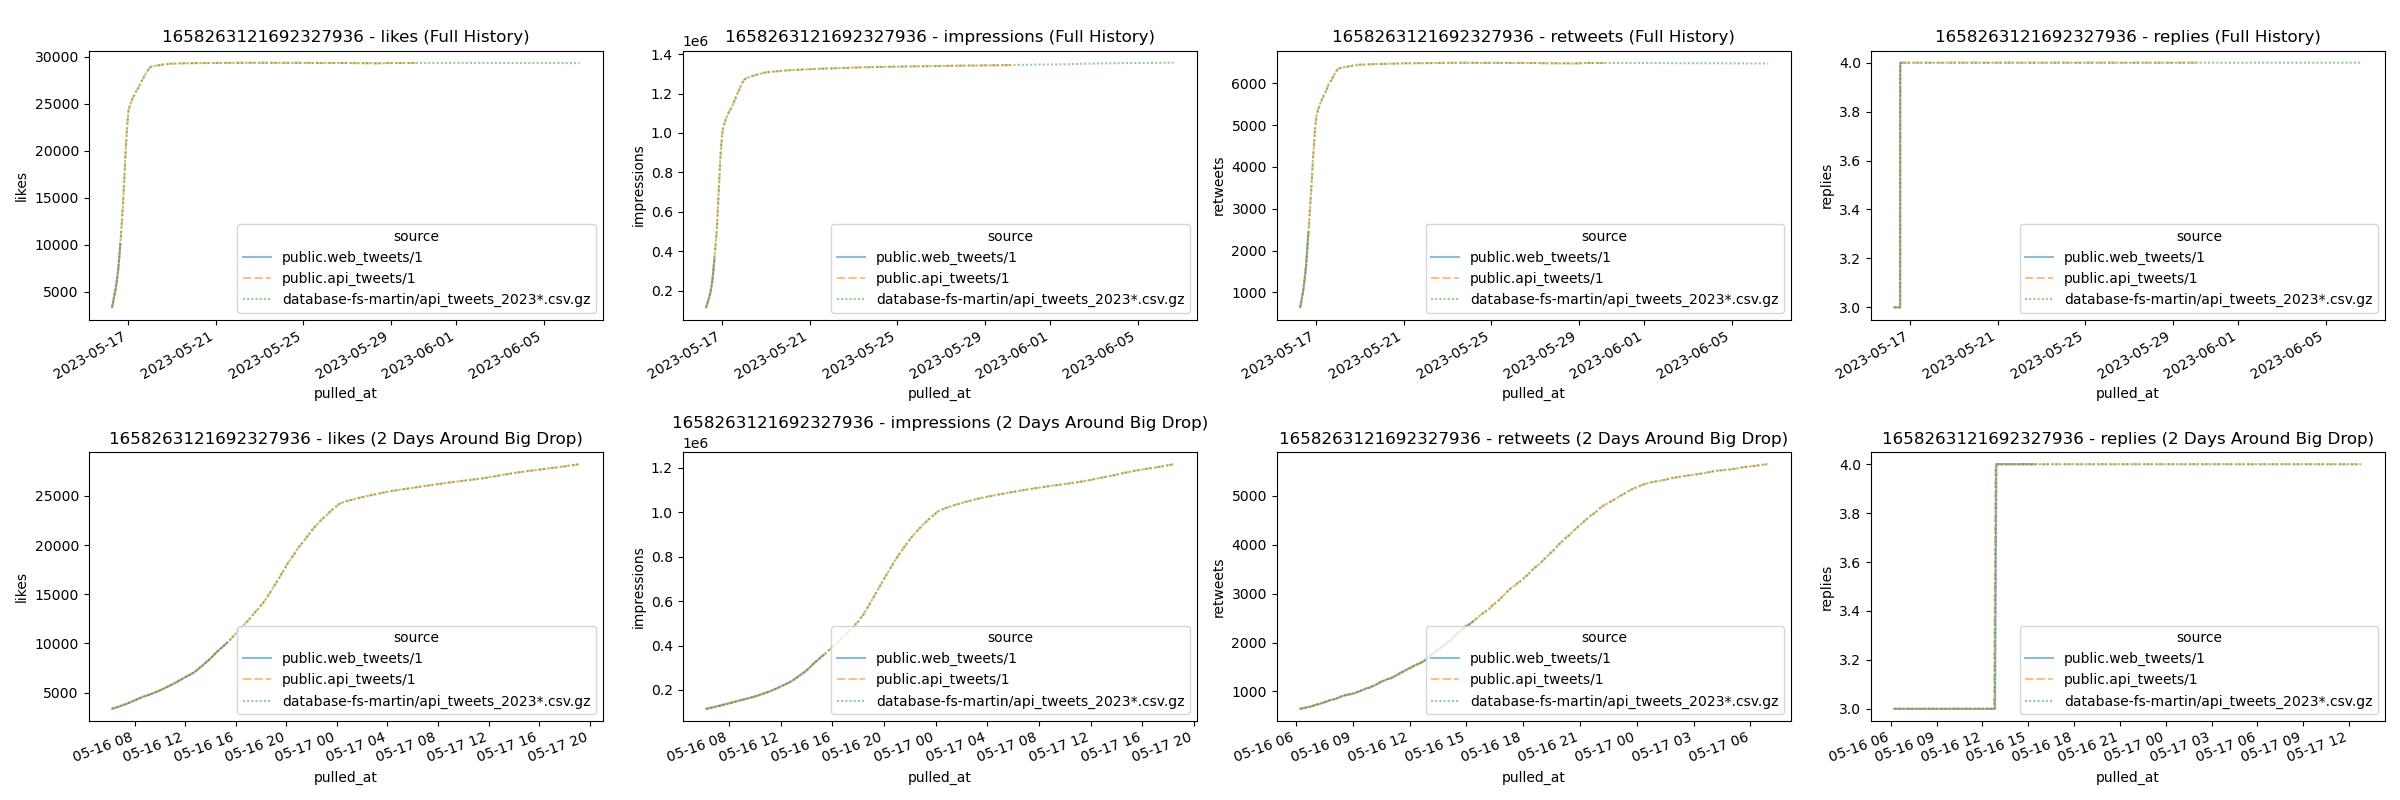 1658263121692327936 - likes (Full History)
30000
25000
20000
15000
10000
5000
likes
2023-05-17
2023-05-21
2023-05-25
2023-05-29
2023-06-01
2023-06-05
pulled_at
source
public.web_tweets/1
public.api_tweets/1
database-fs-martin/api_tweets_2023*.csv.gz
1658263121692327936 - impressions (Full History)
1e6
1.4
1.2
1.0
0.8
0.6
0.4
0.2
impressions
2023-05-17
2023-05-21
2023-05-25
2023-05-29
2023-06-01
2023-06-05
pulled_at
source
public.web_tweets/1
public.api_tweets/1
database-fs-martin/api_tweets_2023*.csv.gz
1658263121692327936 - retweets (Full History)
6000
5000
4000
3000
2000
1000
retweets
2023-05-17
2023-05-21
2023-05-25
2023-05-29
2023-06-01
2023-06-05
pulled_at
source
public.web_tweets/1
public.api_tweets/1
database-fs-martin/api_tweets_2023*.csv.gz
1658263121692327936 - replies (Full History)
4.0
3.8
3.6
3.4
3.2
3.0
replies
2023-05-17
2023-05-21
2023-05-25
2023-05-29
2023-06-01
2023-06-05
pulled_at
source
public.web_tweets/1
public.api_tweets/1
database-fs-martin/api_tweets_2023*.csv.gz
1658263121692327936 - likes (2 Days Around Big Drop)
25000
20000
15000
10000
5000
likes
05-16 08
05-16 12
05-16 16
05-16 20
05-17 00
05-17 04
05-17 08
05-17 12
05-17 16
05-17 20
pulled_at
source
public.web_tweets/1
public.api_tweets/1
database-fs-martin/api_tweets_2023*.csv.gz
1658263121692327936 - impressions (2 Days Around Big Drop)
1e6
1.2
1.0
0.8
0.6
0.4
0.2
impressions
05-16 08
05-16 12
05-16 16
05-16 20
05-17 00
05-17 04
05-17 08
05-17 12
05-17 16
05-17 20
pulled_at
source
public.web_tweets/1
public.api_tweets/1
database-fs-martin/api_tweets_2023*.csv.gz
1658263121692327936 - retweets (2 Days Around Big Drop)
5000
4000
3000
2000
1000
retweets
05-16 06
05-16 09
05-16 12
05-16 15
05-16 18
05-16 21
05-17 00
05-17 03
05-17 06
pulled_at
source
public.web_tweets/1
public.api_tweets/1
database-fs-martin/api_tweets_2023*.csv.gz
1658263121692327936 - replies (2 Days Around Big Drop)
4.0
3.8
3.6
3.4
3.2
3.0
replies
05-16 06
05-16 09
05-16 12
05-16 15
05-16 18
05-16 21
05-17 00
05-17 03
05-17 06
05-17 09
05-17 12
pulled_at
source
public.web_tweets/1
public.api_tweets/1
database-fs-martin/api_tweets_2023*.csv.gz